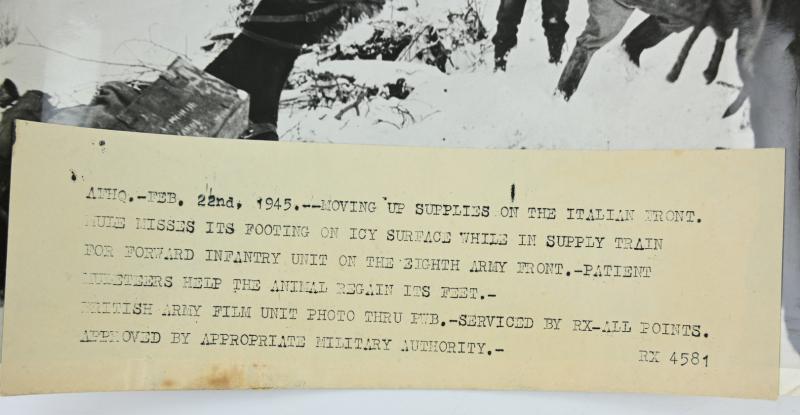 AFHQ.-FEB. 22nd, 1945.--MOVING UP SUPPLIES ON THE ITALIAN FRONT.
MULE MISSES ITS FOOTING ON ICY SURFACE WHILE IN SUPPLY TRAIN
FOR FORWARD INFANTRY UNIT ON THE EIGHTH ARMY FRONT.-PATIENT
MULETEERS HELP THE ANIMAL REGAIN ITS FEET.-
BRITISH ARMY FILM UNIT PHOTO THRU PWB.-SERVICED BY RX-ALL POINTS.
APPROVED BY APPROPRIATE MILITARY AUTHORITY.- RX 4581